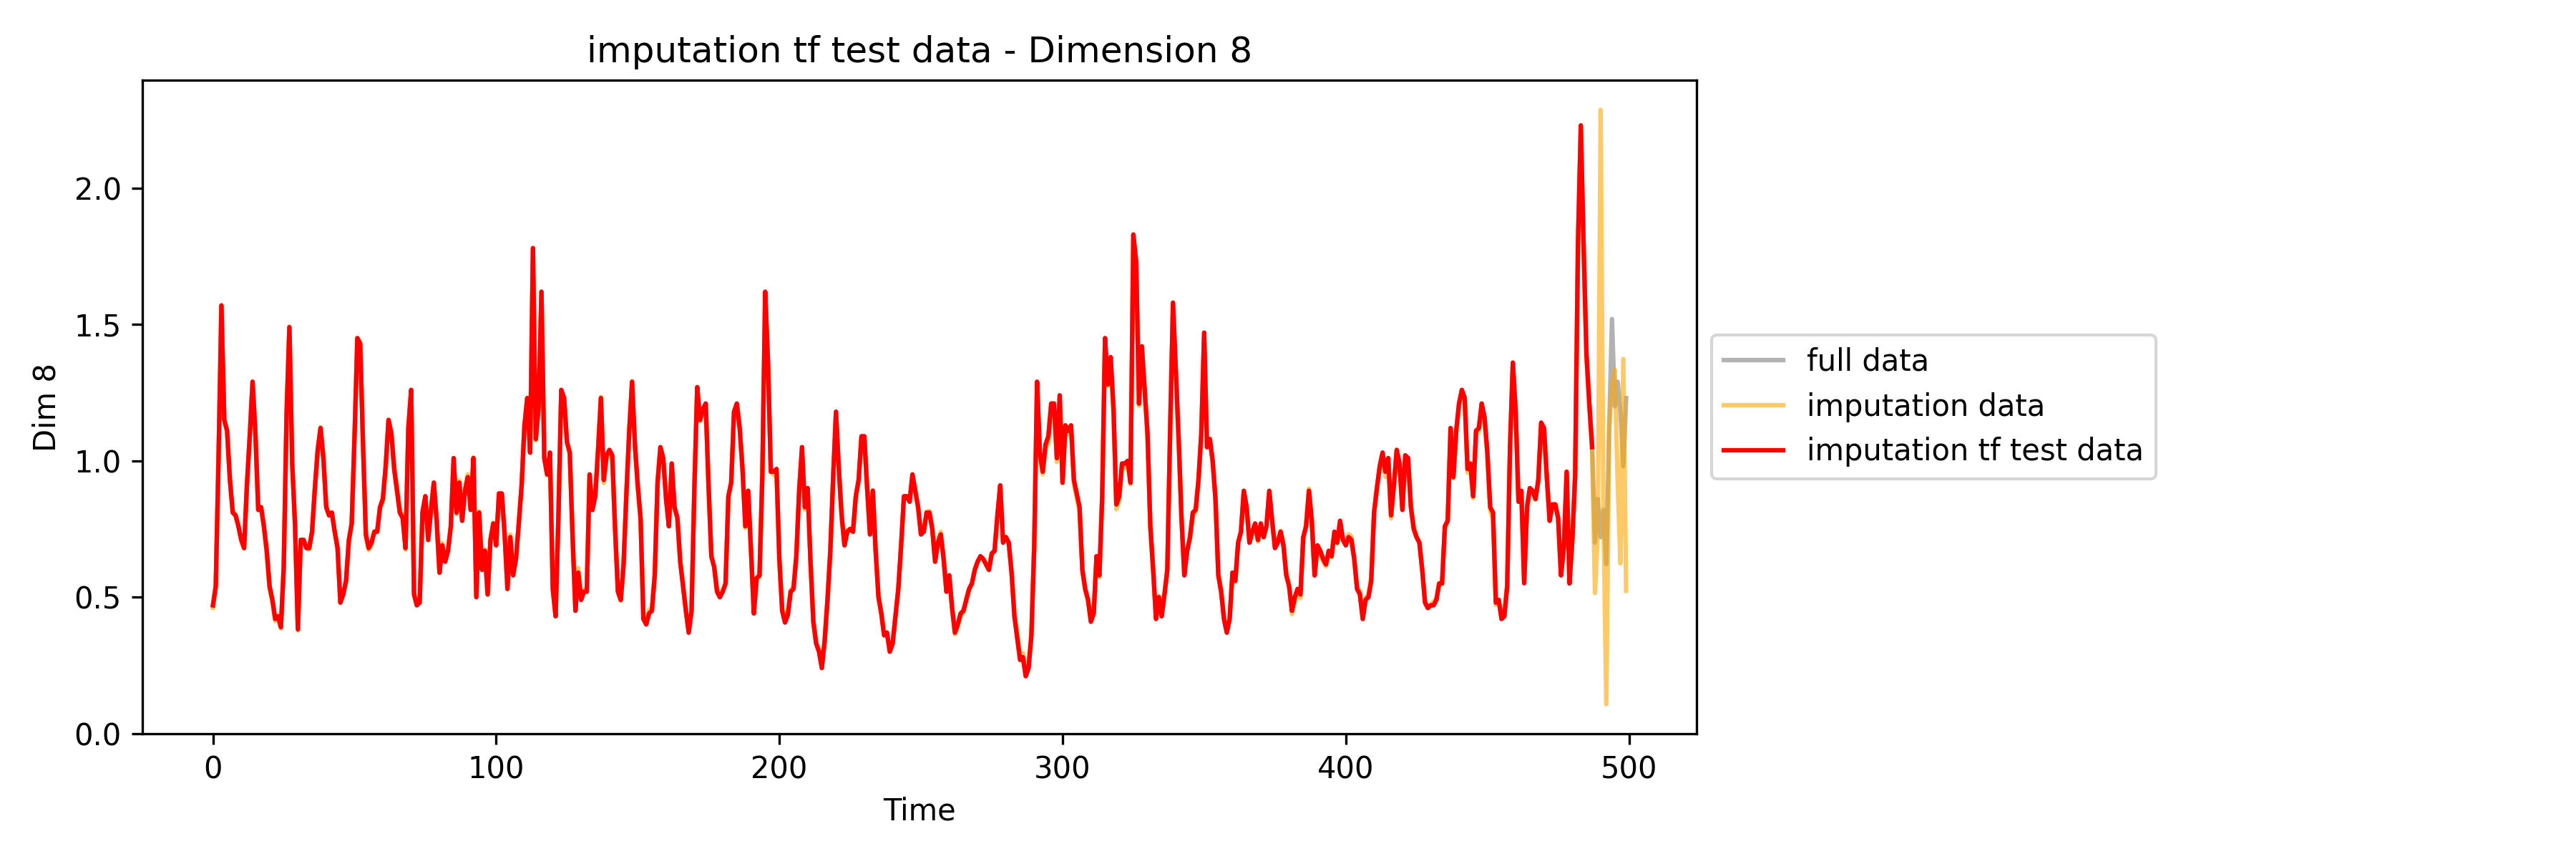 imputation tf test data - Dimension 8
Dim 8
2.0
1.5
1.0
0.5
0.0
0 100 200 300 400 500
Time
full data
imputation data
imputation tf test data